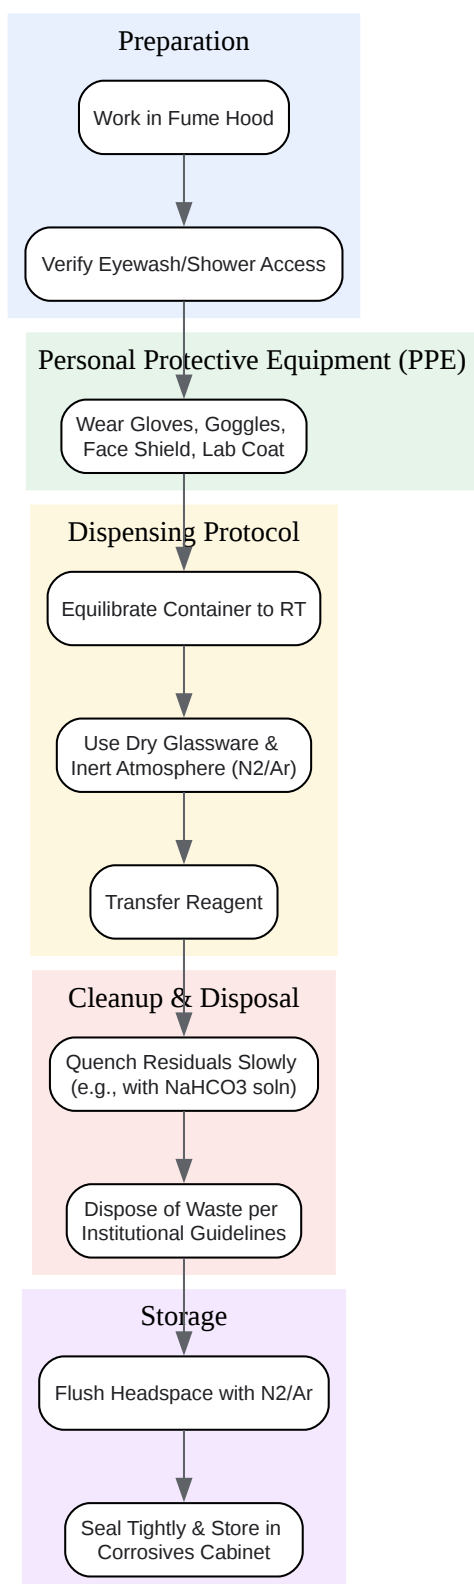 Preparation
Work in Fume Hood
Verify Eyewash/Shower Access
Personal Protective Equipment (PPE)
Wear Gloves, Goggles,
Face Shield, Lab Coat
Dispensing Protocol
Equilibrate Container to RT
Use Dry Glassware &
Inert Atmosphere (N2/Ar)
Transfer Reagent
Cleanup & Disposal
Quench Residuals Slowly
(e.g., with NaHCO3 soln)
Dispose of Waste per
Institutional Guidelines
Storage
Flush Headspace with N2/Ar
Seal Tightly & Store in
Corrosives Cabinet